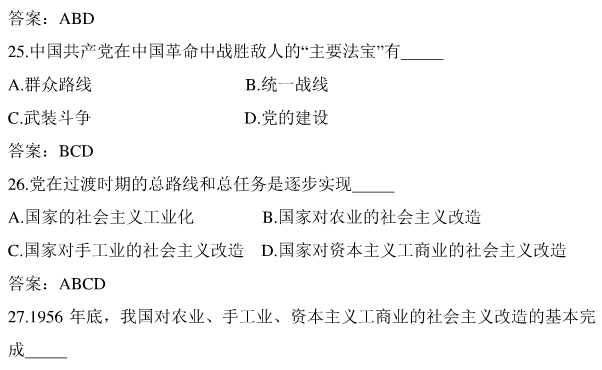 答案：ABD
25.中国共产党在中国革命中战胜敌人的“主要法宝”有_____
A.群众路线 B.统一战线
C.武装斗争 D.党的建设
答案：BCD
26.党在过渡时期的总路线和总任务是逐步实现_____
A.国家的社会主义工业化 B.国家对农业的社会主义改造
C.国家对手工业的社会主义改造 D.国家对资本主义工商业的社会主义改造
答案：ABCD
27.1956 年底，我国对农业、手工业、资本主义工商业的社会主义改造的基本完
成_____